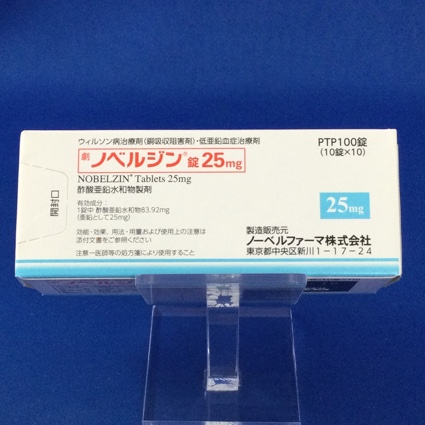 ウィルソン病治療剤(銅吸収阻害剤)・低亜鉛血症治療剤
劇 ノベルジン®錠25mg
NOBELZIN® Tablets 25mg
酢酸亜鉛水和物製剤
有効成分:
1錠中 酢酸亜鉛水和物83.92mg
(亜鉛として25mg)
効能・効果、用法・用量および使用上の注意は
添付文書をご参照ください
注意-医師等の処方箋により使用すること
開封口
PTP100錠
(10錠×10)
25mg
製造販売元
ノーベルファーマ株式会社
東京都中央区新川1-17-24